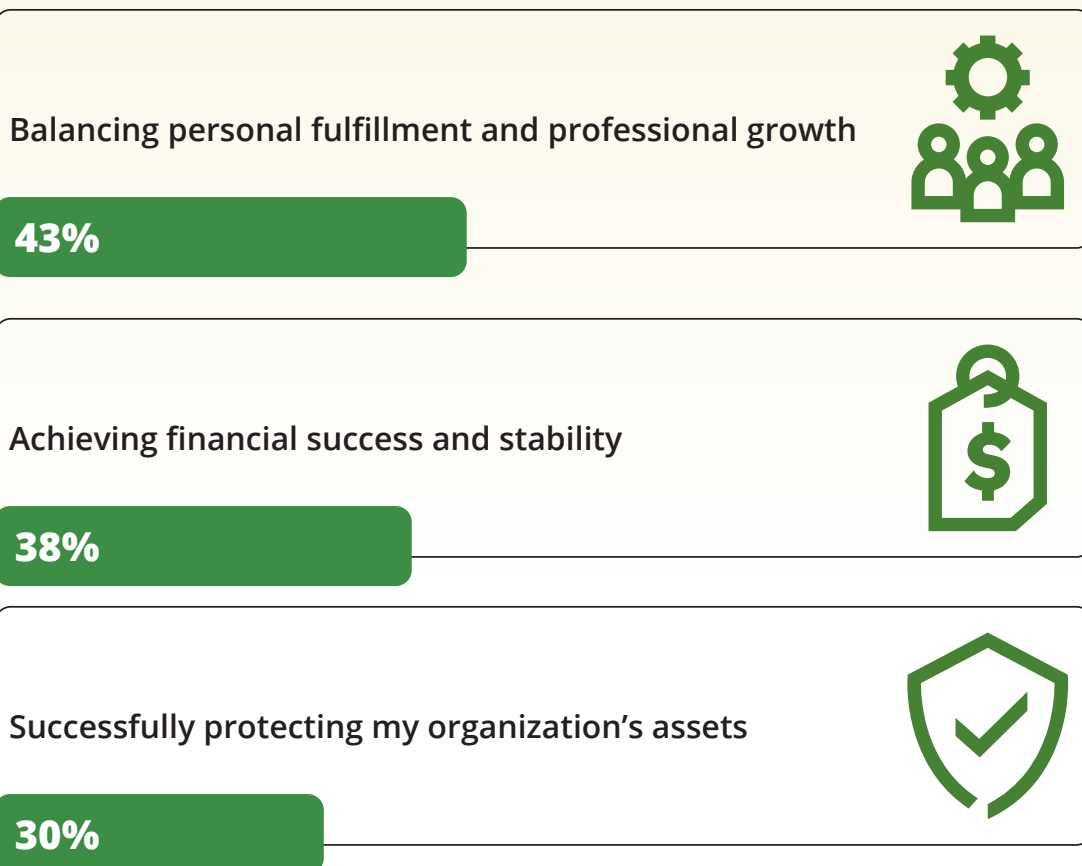 Balancing personal fulfillment and professional growth
43%
Achieving financial success and stability
38%
Successfully protecting my organization’s assets
30%